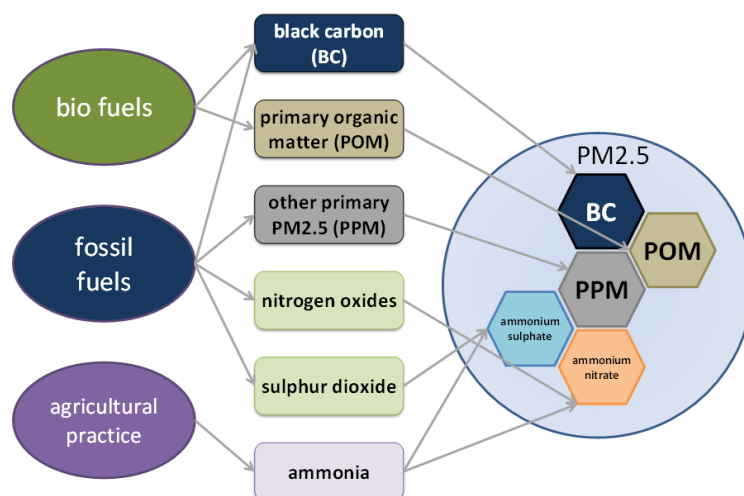 bio fuels
fossil
fuels
agricultural
practice
black carbon
(BC)
primary organic
matter (POM)
other primary
PM2.5 (PPM)
nitrogen oxides
sulphur dioxide
ammonia
PM2.5
BC
POM
PPM
ammonium
sulphate
ammonium
nitrate